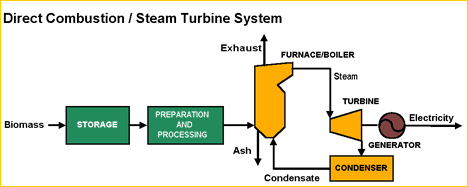 Direct Combustion / Steam Turbine System
Exhaust
FURNACE/BOILER
Steam
TURBINE
Biomass
STORAGE
PREPARATION
AND
PROCESSING
Electricity
GENERATOR
Ash
Condensate
CONDENSER